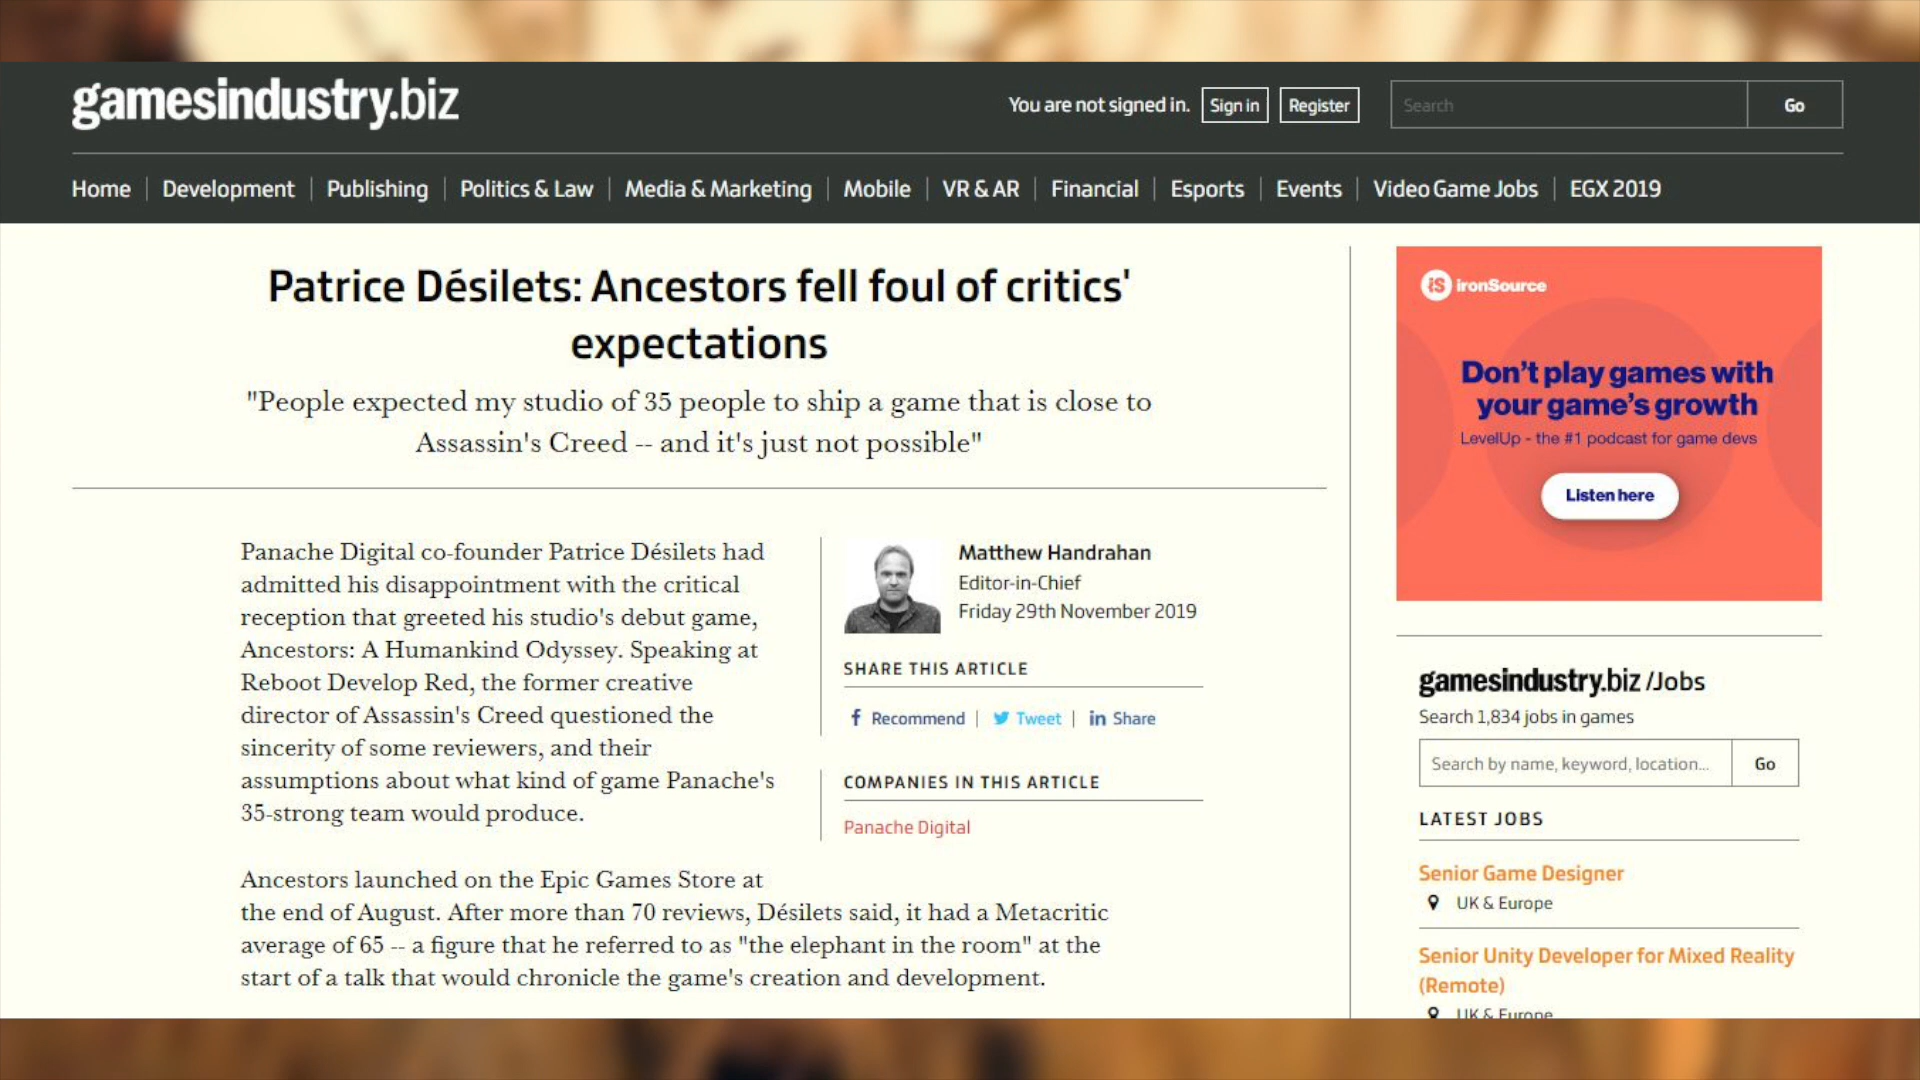 gamesindustry.biz
You are not signed in. Sign in Register Search Go
Home Development Publishing Politics & Law Media & Marketing Mobile VR & AR Financial Esports Events Video Game Jobs EGX 2019
Patrice Désilets: Ancestors fell foul of critics'
expectations
"People expected my studio of 35 people to ship a game that is close to
Assassin's Creed -- and it's just not possible"
Panache Digital co-founder Patrice Désilets had
admitted his disappointment with the critical
reception that greeted his studio's debut game,
Ancestors: A Humankind Odyssey. Speaking at
Reboot Develop Red, the former creative
director of Assassin's Creed questioned the
sincerity of some reviewers, and their
assumptions about what kind of game Panache's
35-strong team would produce.
Ancestors launched on the Epic Games Store at
the end of August. After more than 70 reviews, Désilets said, it had a Metacritic
average of 65 -- a figure that he referred to as "the elephant in the room" at the
start of a talk that would chronicle the game's creation and development.
Matthew Handrahan
Editor-in-Chief
Friday 29th November 2019
SHARE THIS ARTICLE
Recommend Tweet Share
COMPANIES IN THIS ARTICLE
Panache Digital
iS ironSource
Don't play games with
your game's growth
LevelUp - the #1 podcast for game devs
Listen here
gamesindustry.biz /Jobs
Search 1,834 jobs in games
Search by name, keyword, location... Go
LATEST JOBS
Senior Game Designer
UK & Europe
Senior Unity Developer for Mixed Reality
(Remote)
UK & Europe